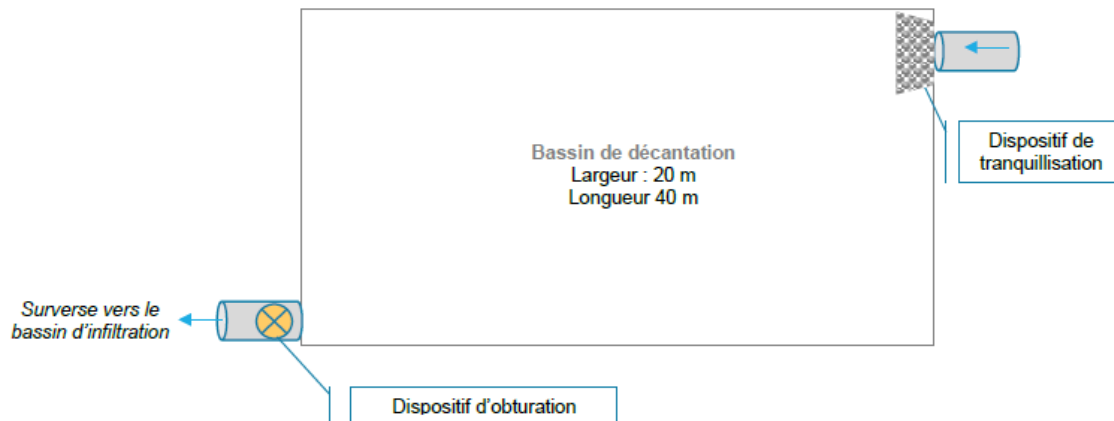 Dispositif de
tranquillisation
Bassin de décantation
Largeur : 20 m
Longueur 40 m
Surverse vers le
bassin d'infiltration
Dispositif d'obturation